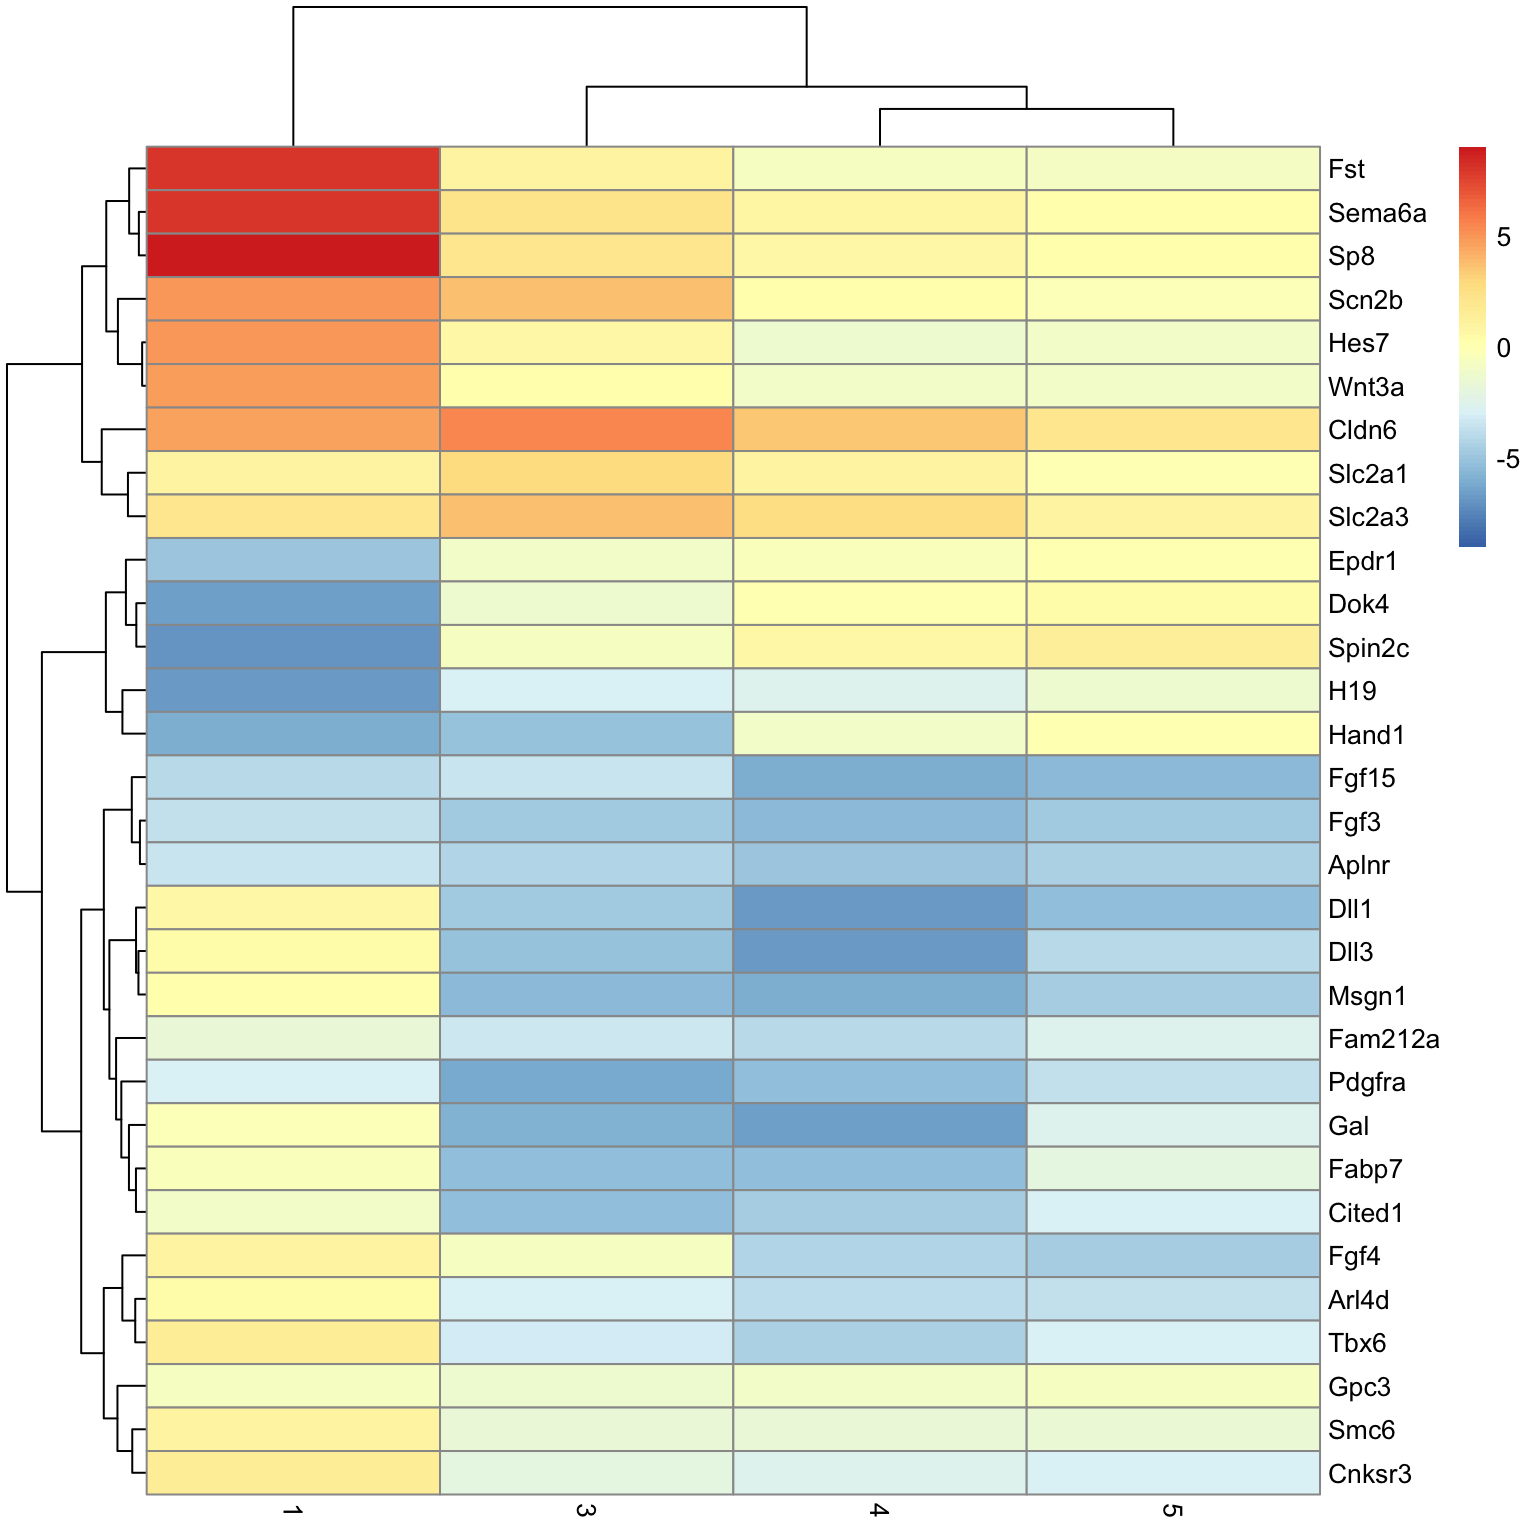 Fst
Sema6a
Sp8
Scn2b
Hes7
Wnt3a
Cldn6
Slc2a1
Slc2a3
Epdr1
Dok4
Spin2c
H19
Hand1
Fgf15
Fgf3
Aplnr
Dll1
Dll3
Msgn1
Fam212a
Pdgfra
Gal
Fabp7
Cited1
Fgf4
Arl4d
Tbx6
Gpc3
Smc6
Cnksr3
5
0
-5
1 3 4 5